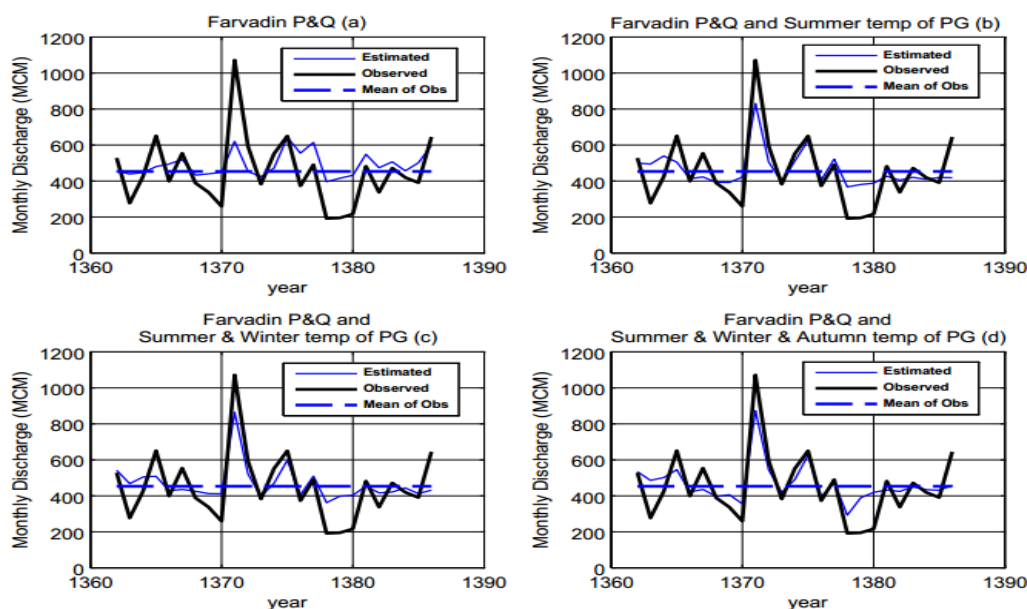 Farvadin P&Q (a)
1200
1000
800
600
400
200
0
Monthly Discharge (MCM)
Estimated
Observed
Mean of Obs
1360
1370
1380
1390
year
Farvadin P&Q and Summer temp of PG (b)
1200
1000
800
600
400
200
0
Monthly Discharge (MCM)
Estimated
Observed
Mean of Obs
1360
1370
1380
1390
year
Farvadin P&Q and
Summer & Winter temp of PG (c)
1200
1000
800
600
400
200
0
Monthly Discharge (MCM)
Estimated
Observed
Mean of Obs
1360
1370
1380
1390
year
Farvadin P&Q and
Summer & Winter & Autumn temp of PG (d)
1200
1000
800
600
400
200
0
Monthly Discharge (MCM)
Estimated
Observed
Mean of Obs
1360
1370
1380
1390
year